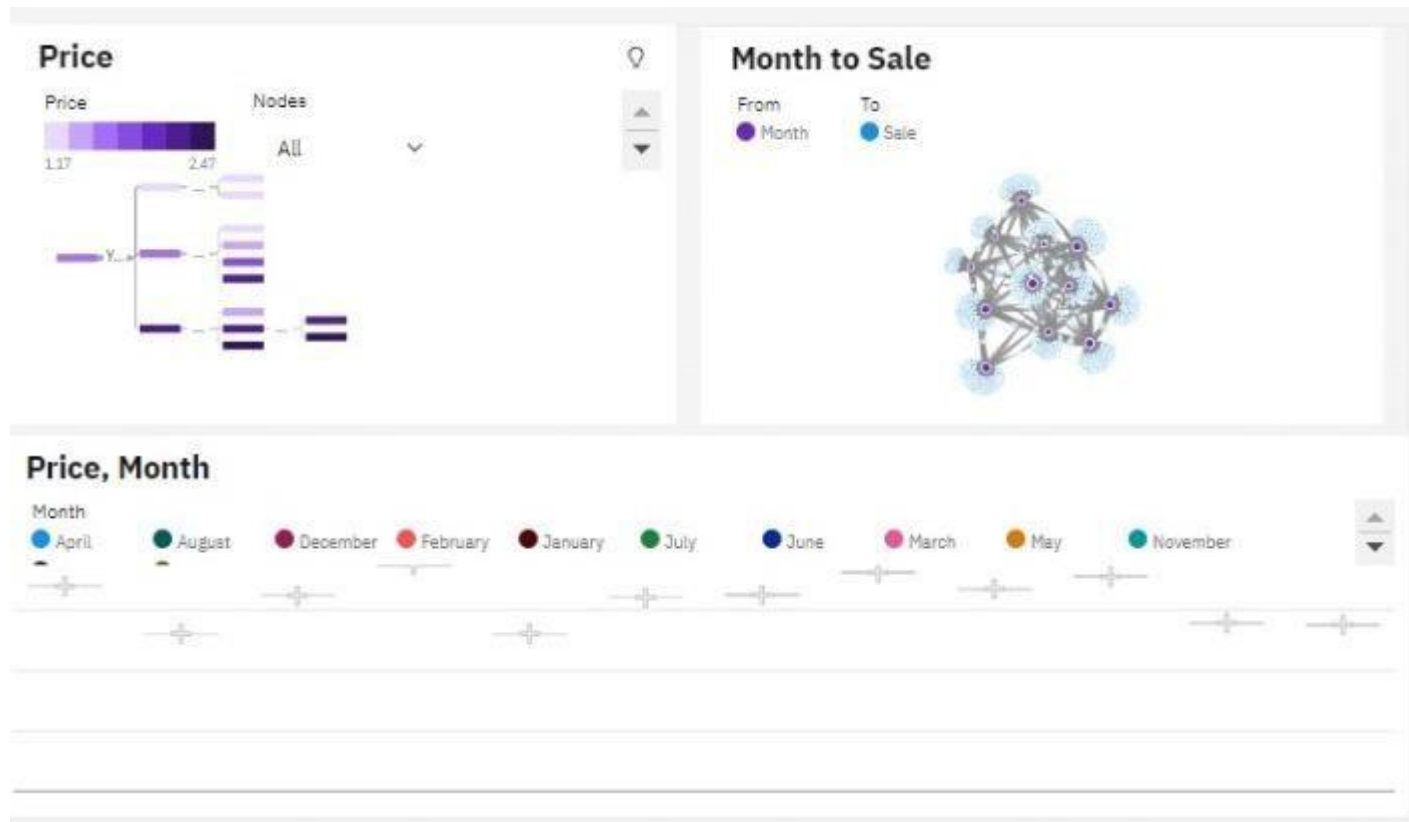 Price
Price
Nodes
All
1.17
2.47
Y...
Month to Sale
From
To
Month
Sale
Price, Month
Month
April
August
December
February
January
July
June
March
May
November